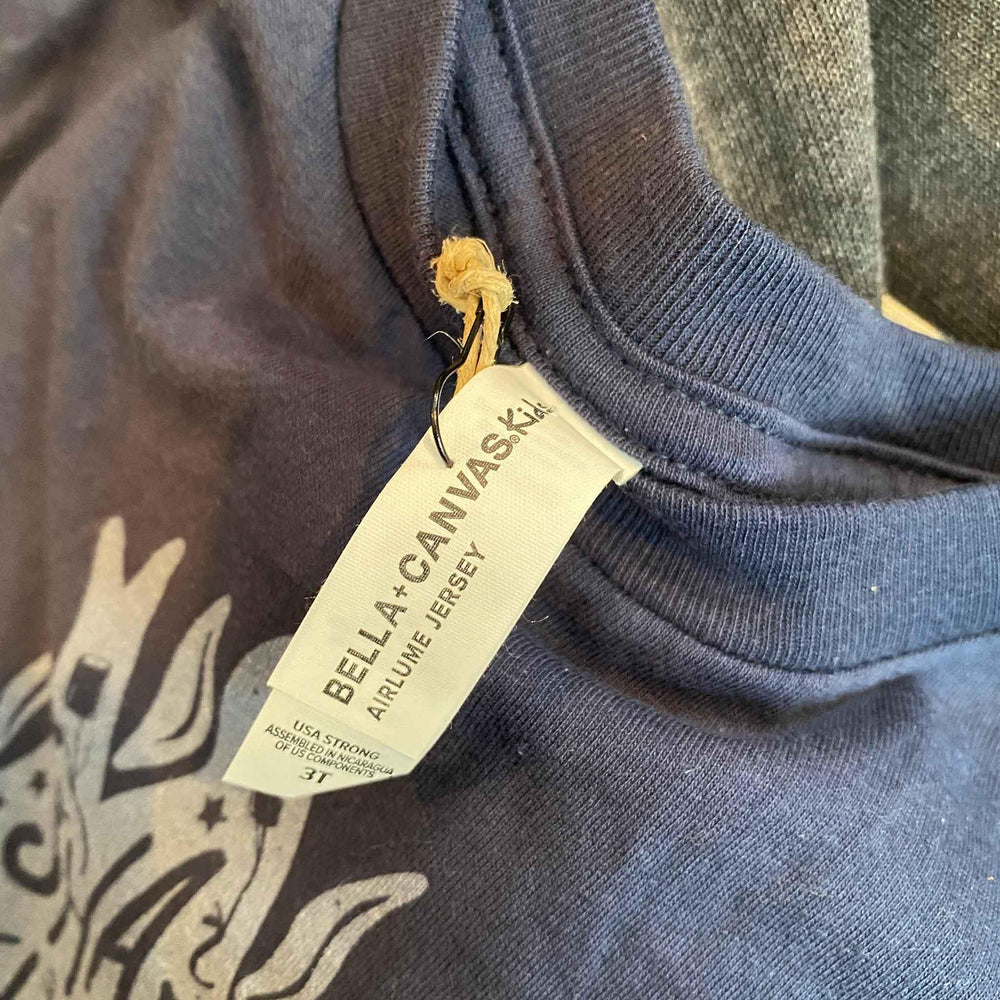 BELLA+CANVAS.Kids
AIRLUME JERSEY
USA STRONG
ASSEMBLED IN NICARAGUA
OF US COMPONENTS
3T